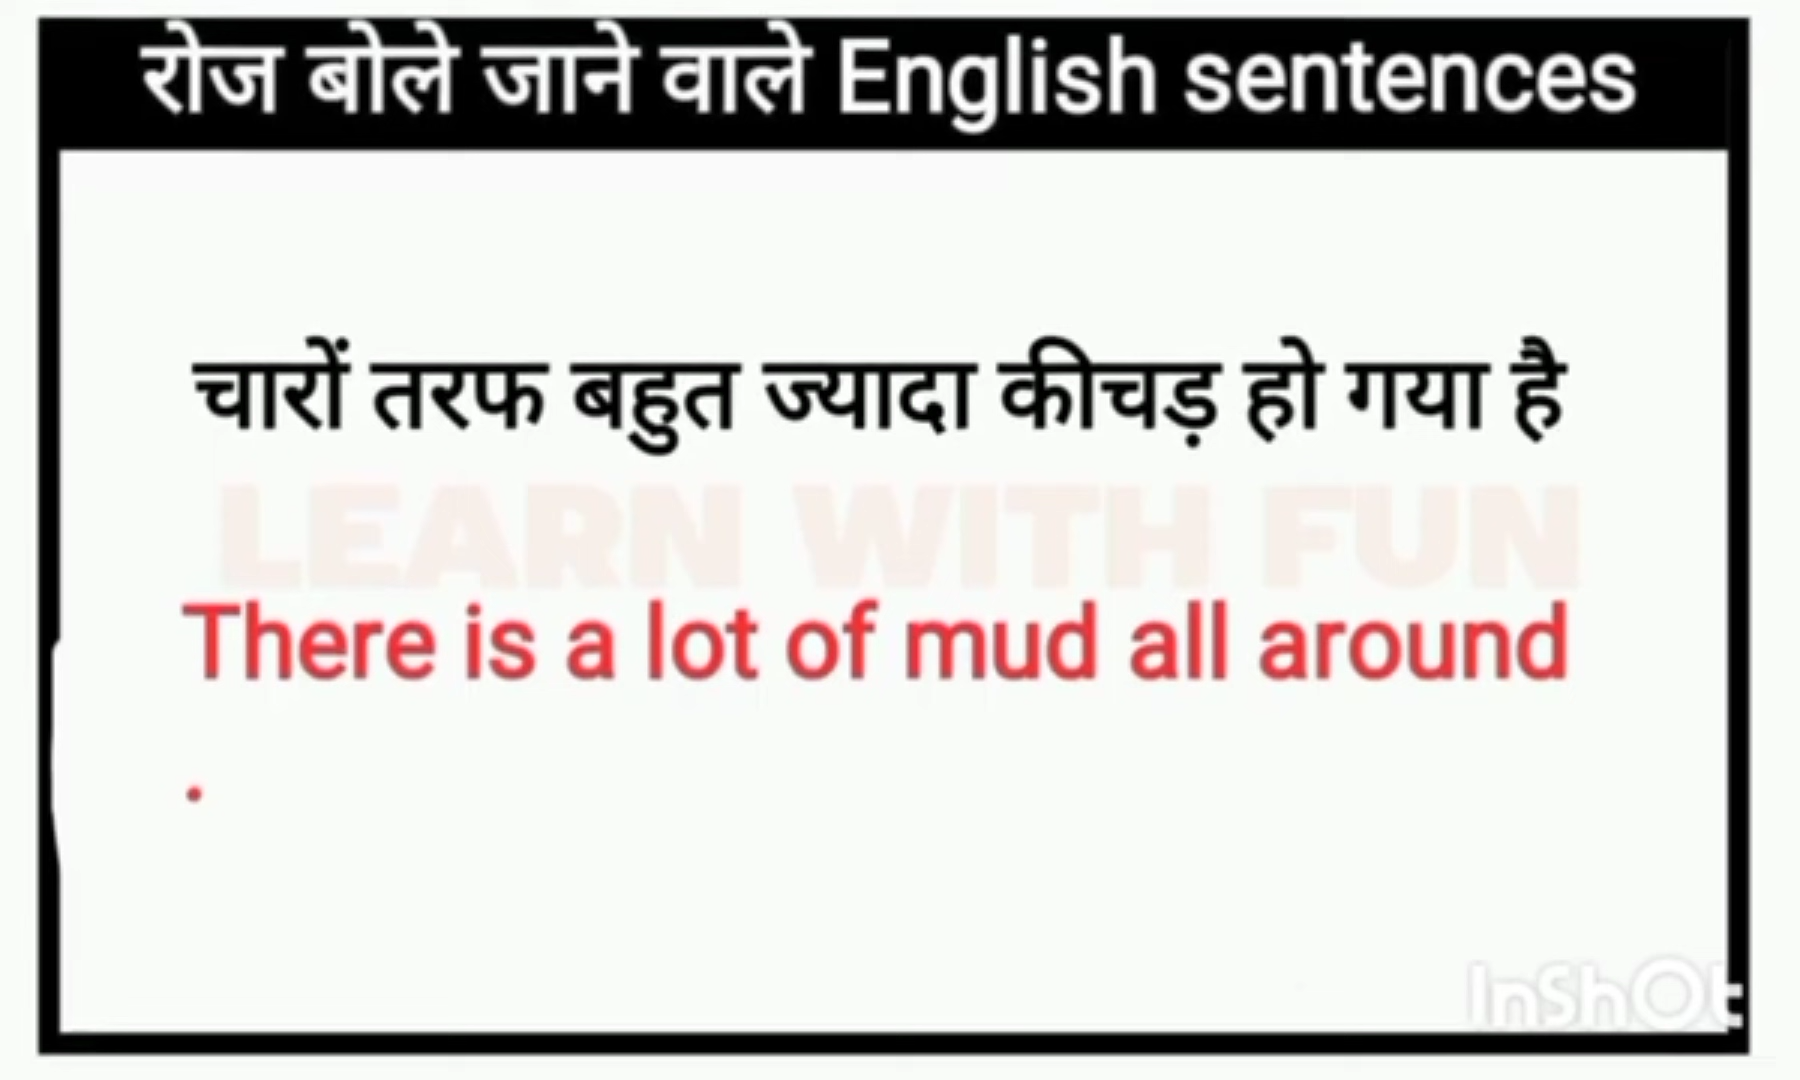 रोज बोले जाने वाले English sentences
चारों तरफ बहुत ज्यादा कीचड़ हो गया है
LEARN WITH FUN
There is a lot of mud all around
.
InShOt